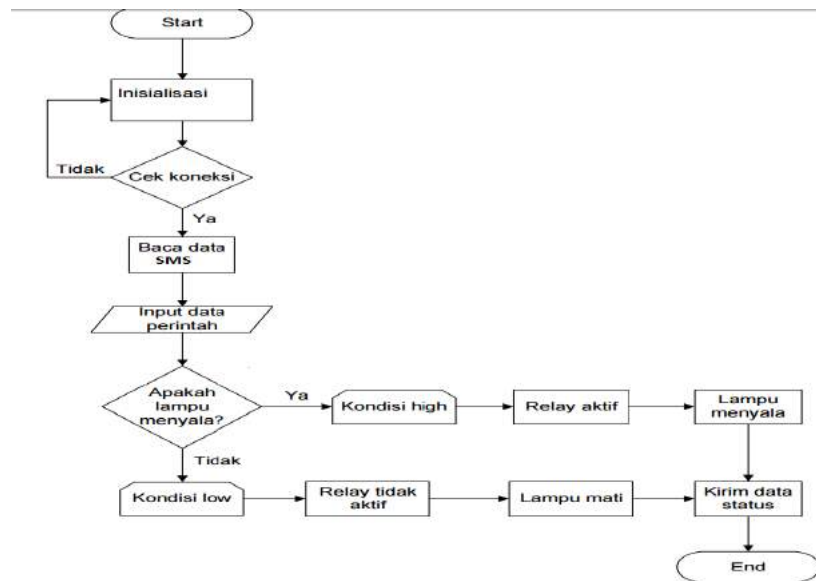 Start
Inisialisasi
Tidak
Cek koneksi
Ya
Baca data
SMS
Input data
perintah
Apakah
lampu
menyala?
Ya
Kondisi high
Relay aktif
Lampu
menyala
Tidak
Kondisi low
Relay tidak
aktif
Lampu mati
Kirim data
status
End